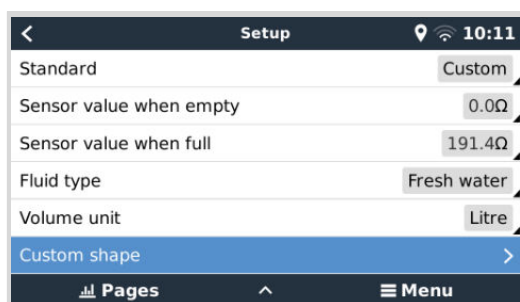 Setup 10:11
Standard Custom
Sensor value when empty 0.0Ω
Sensor value when full 191.4Ω
Fluid type Fresh water
Volume unit Litre
Custom shape
Pages Menu